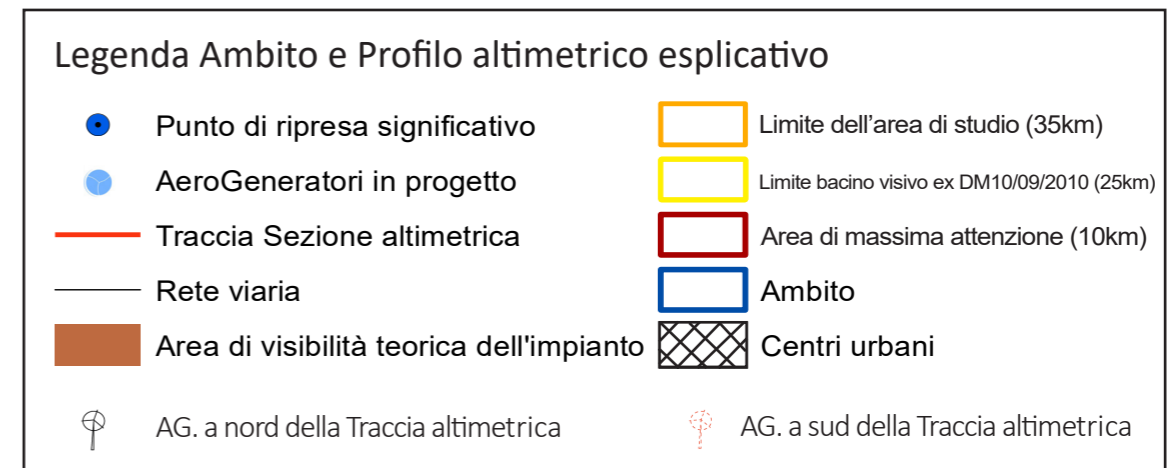 Legenda Ambito e Profilo altimetrico esplicativo
Punto di ripresa significativo
AeroGeneratori in progetto
Traccia Sezione altimetrica
Rete viaria
Area di visibilità teorica dell'impianto
AG. a nord della Traccia altimetrica
Limite dell’area di studio (35km)
Limite bacino visivo ex DM10/09/2010 (25km)
Area di massima attenzione (10km)
Ambito
Centri urbani
AG. a sud della Traccia altimetrica